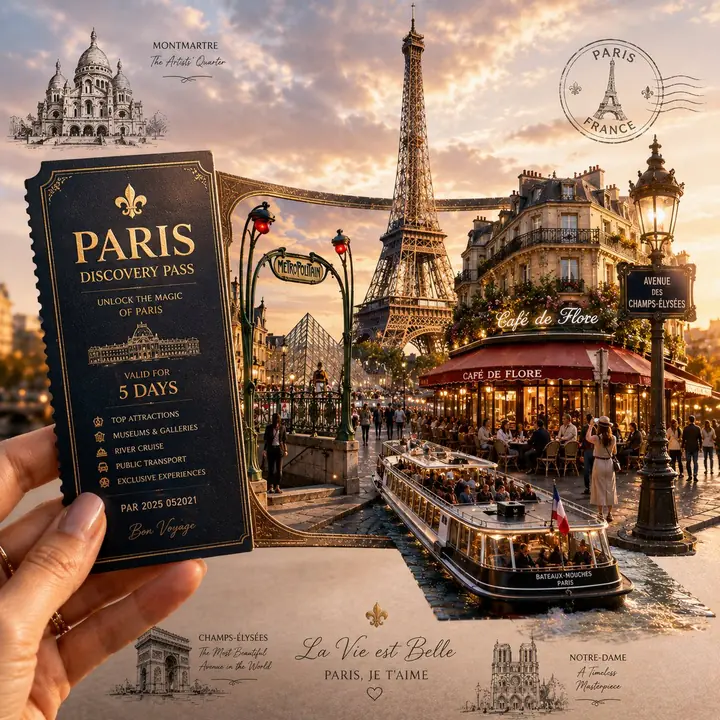 MONTMARTRE
The Artists' Quarter
PARIS
FRANCE
PARIS
DISCOVERY PASS
UNLOCK THE MAGIC
OF PARIS
VALID FOR
5 DAYS
TOP ATTRACTIONS
MUSEUMS & GALLERIES
RIVER CRUISE
PUBLIC TRANSPORT
EXCLUSIVE EXPERIENCES
PAR 2025 052021
Bon Voyage
METROPOLITAIN
Café de Flore
CAFÉ DE FLORE
AVENUE
DES
CHAMPS-ÉLYSÉES
BATEAUX-MOUCHES
PARIS
CHAMPS-ÉLYSÉES
The Most Beautiful
Avenue in the World
La Vie est Belle
PARIS, JE T'AIME
NOTRE-DAME
A Timeless
Masterpiece